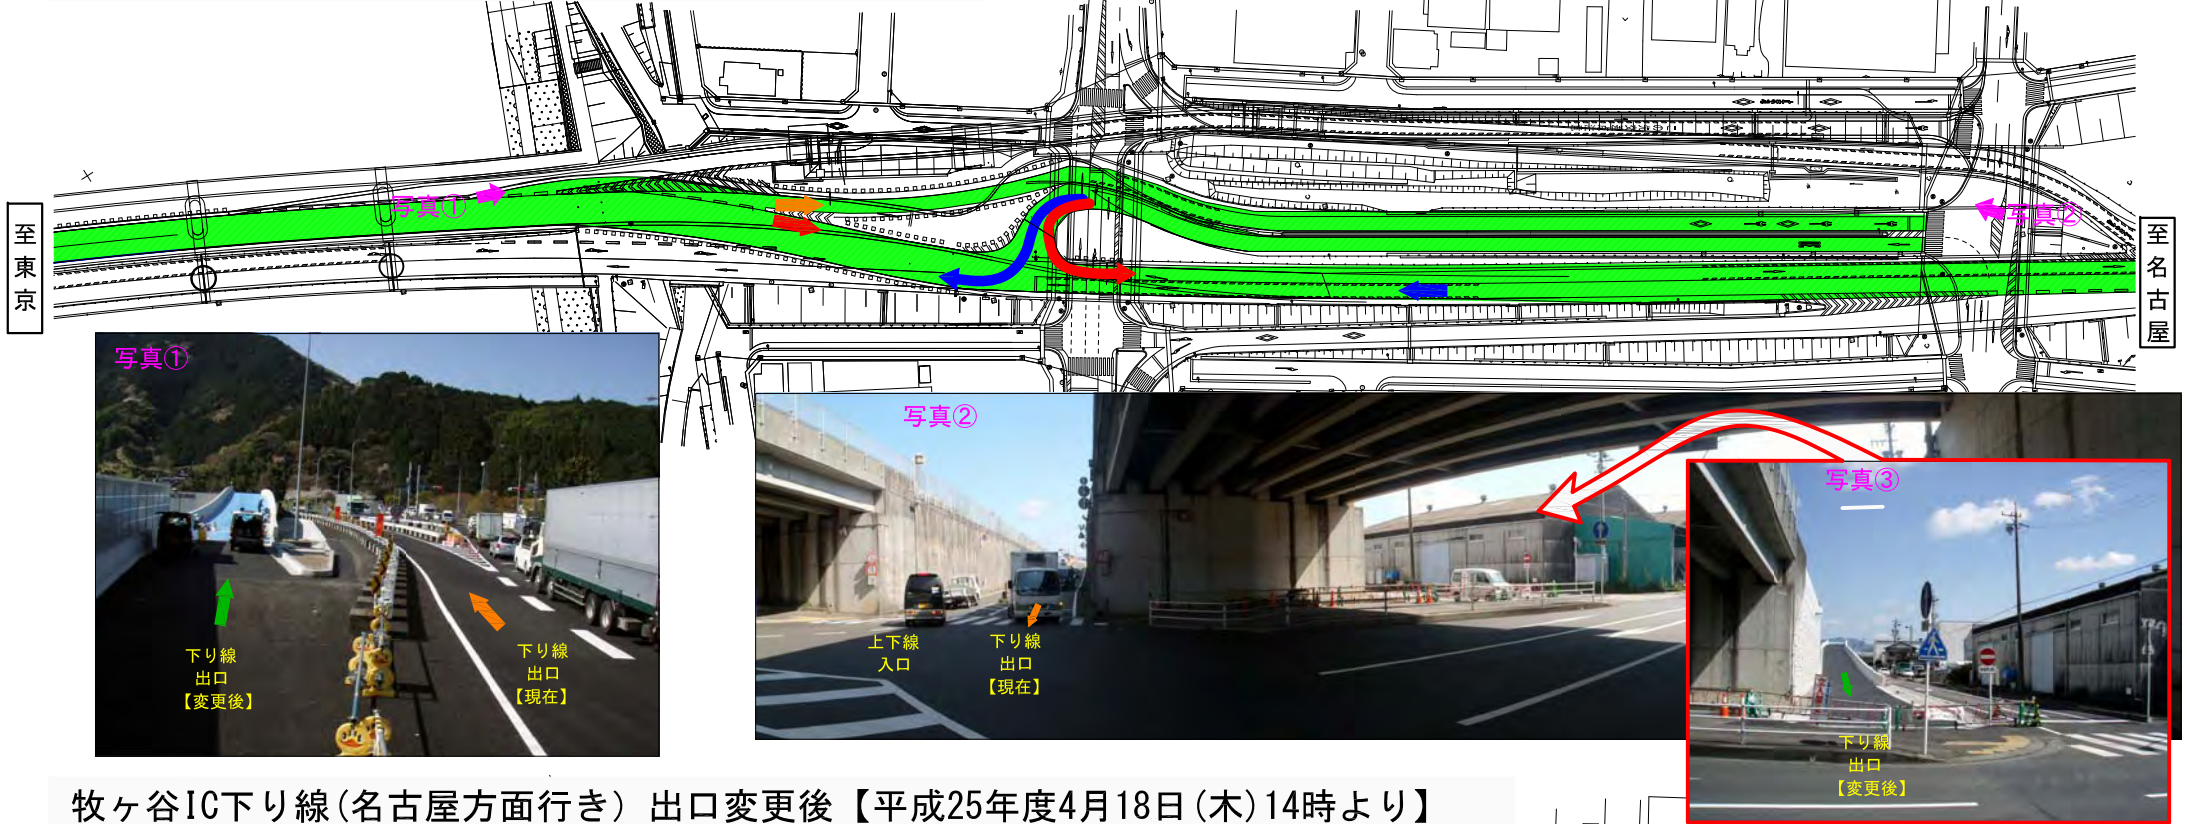 至東京
写真①
写真②
至名古屋
写真①
下り線
出口
【変更後】
下り線
出口
【現在】
写真②
上下線
入口
下り線
出口
【現在】
写真③
下り線
出口
【変更後】
牧ヶ谷IC下り線(名古屋方面行き) 出口変更後【平成25年度4月18日(木)14時より】